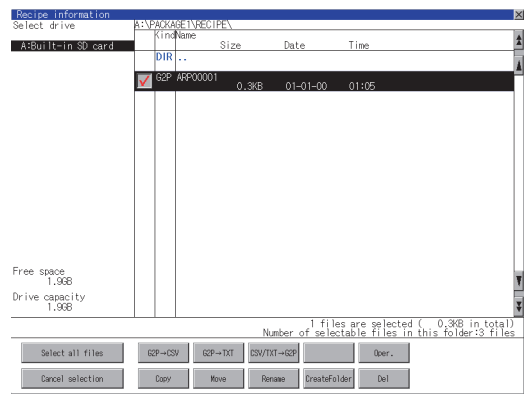 Recipe information
Select drive
A:\PACKAGE1\RECIPE\
A:Built-in SD card
Kind Name
Size Date Time
DIR ..
G2P ARP00001
0.3KB 01-01-00 01:05
Free space
1.9GB
Drive capacity
1.9GB
1 files are selected ( 0.3KB in total)
Number of selectable files in this folder:3 files
Select all files G2P→CSV G2P→TXT CSV/TXT→G2P Oper.
Cancel selection Copy Move Rename CreateFolder Del